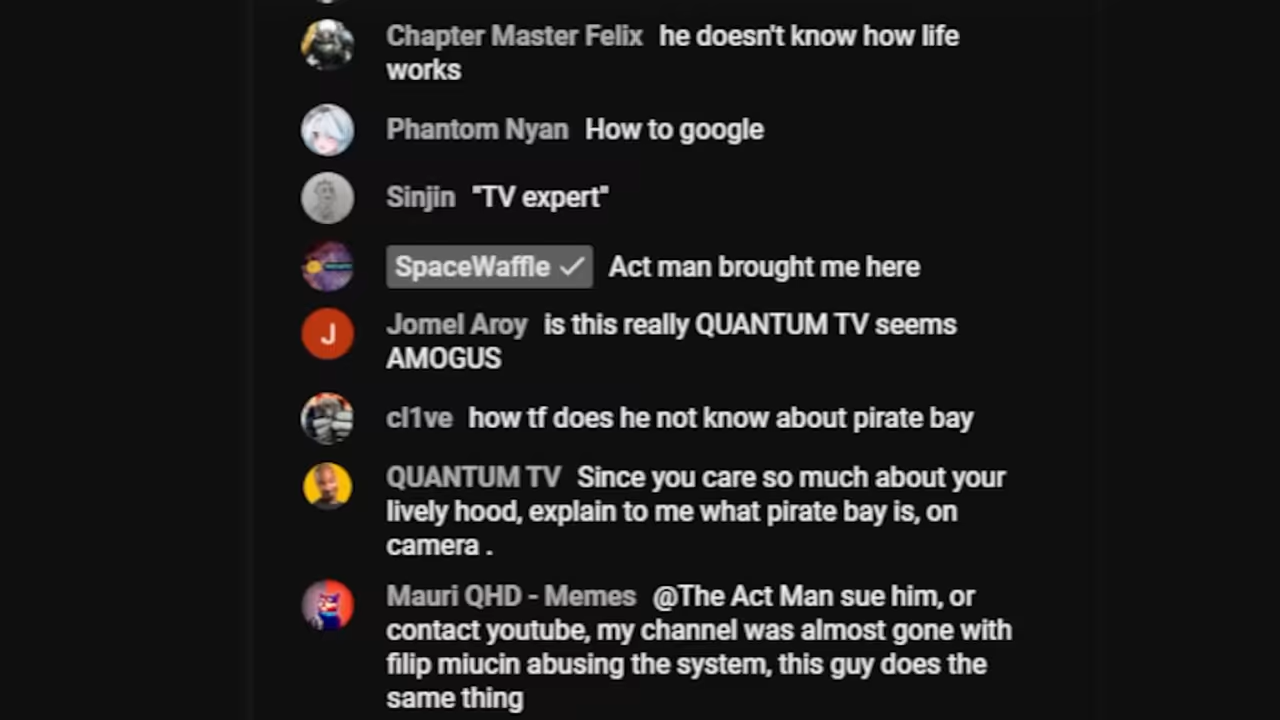 Chapter Master Felix he doesn't know how life
works
Phantom Nyan How to google
Sinjin "TV expert"
SpaceWaffle ✓ Act man brought me here
J
Jomel Aroy is this really QUANTUM TV seems
AMOGUS
cl1ve how tf does he not know about pirate bay
QUANTUM TV Since you care so much about your
lively hood, explain to me what pirate bay is, on
camera .
Mauri QHD - Memes @The Act Man sue him, or
contact youtube, my channel was almost gone with
filip miucin abusing the system, this guy does the
same thing